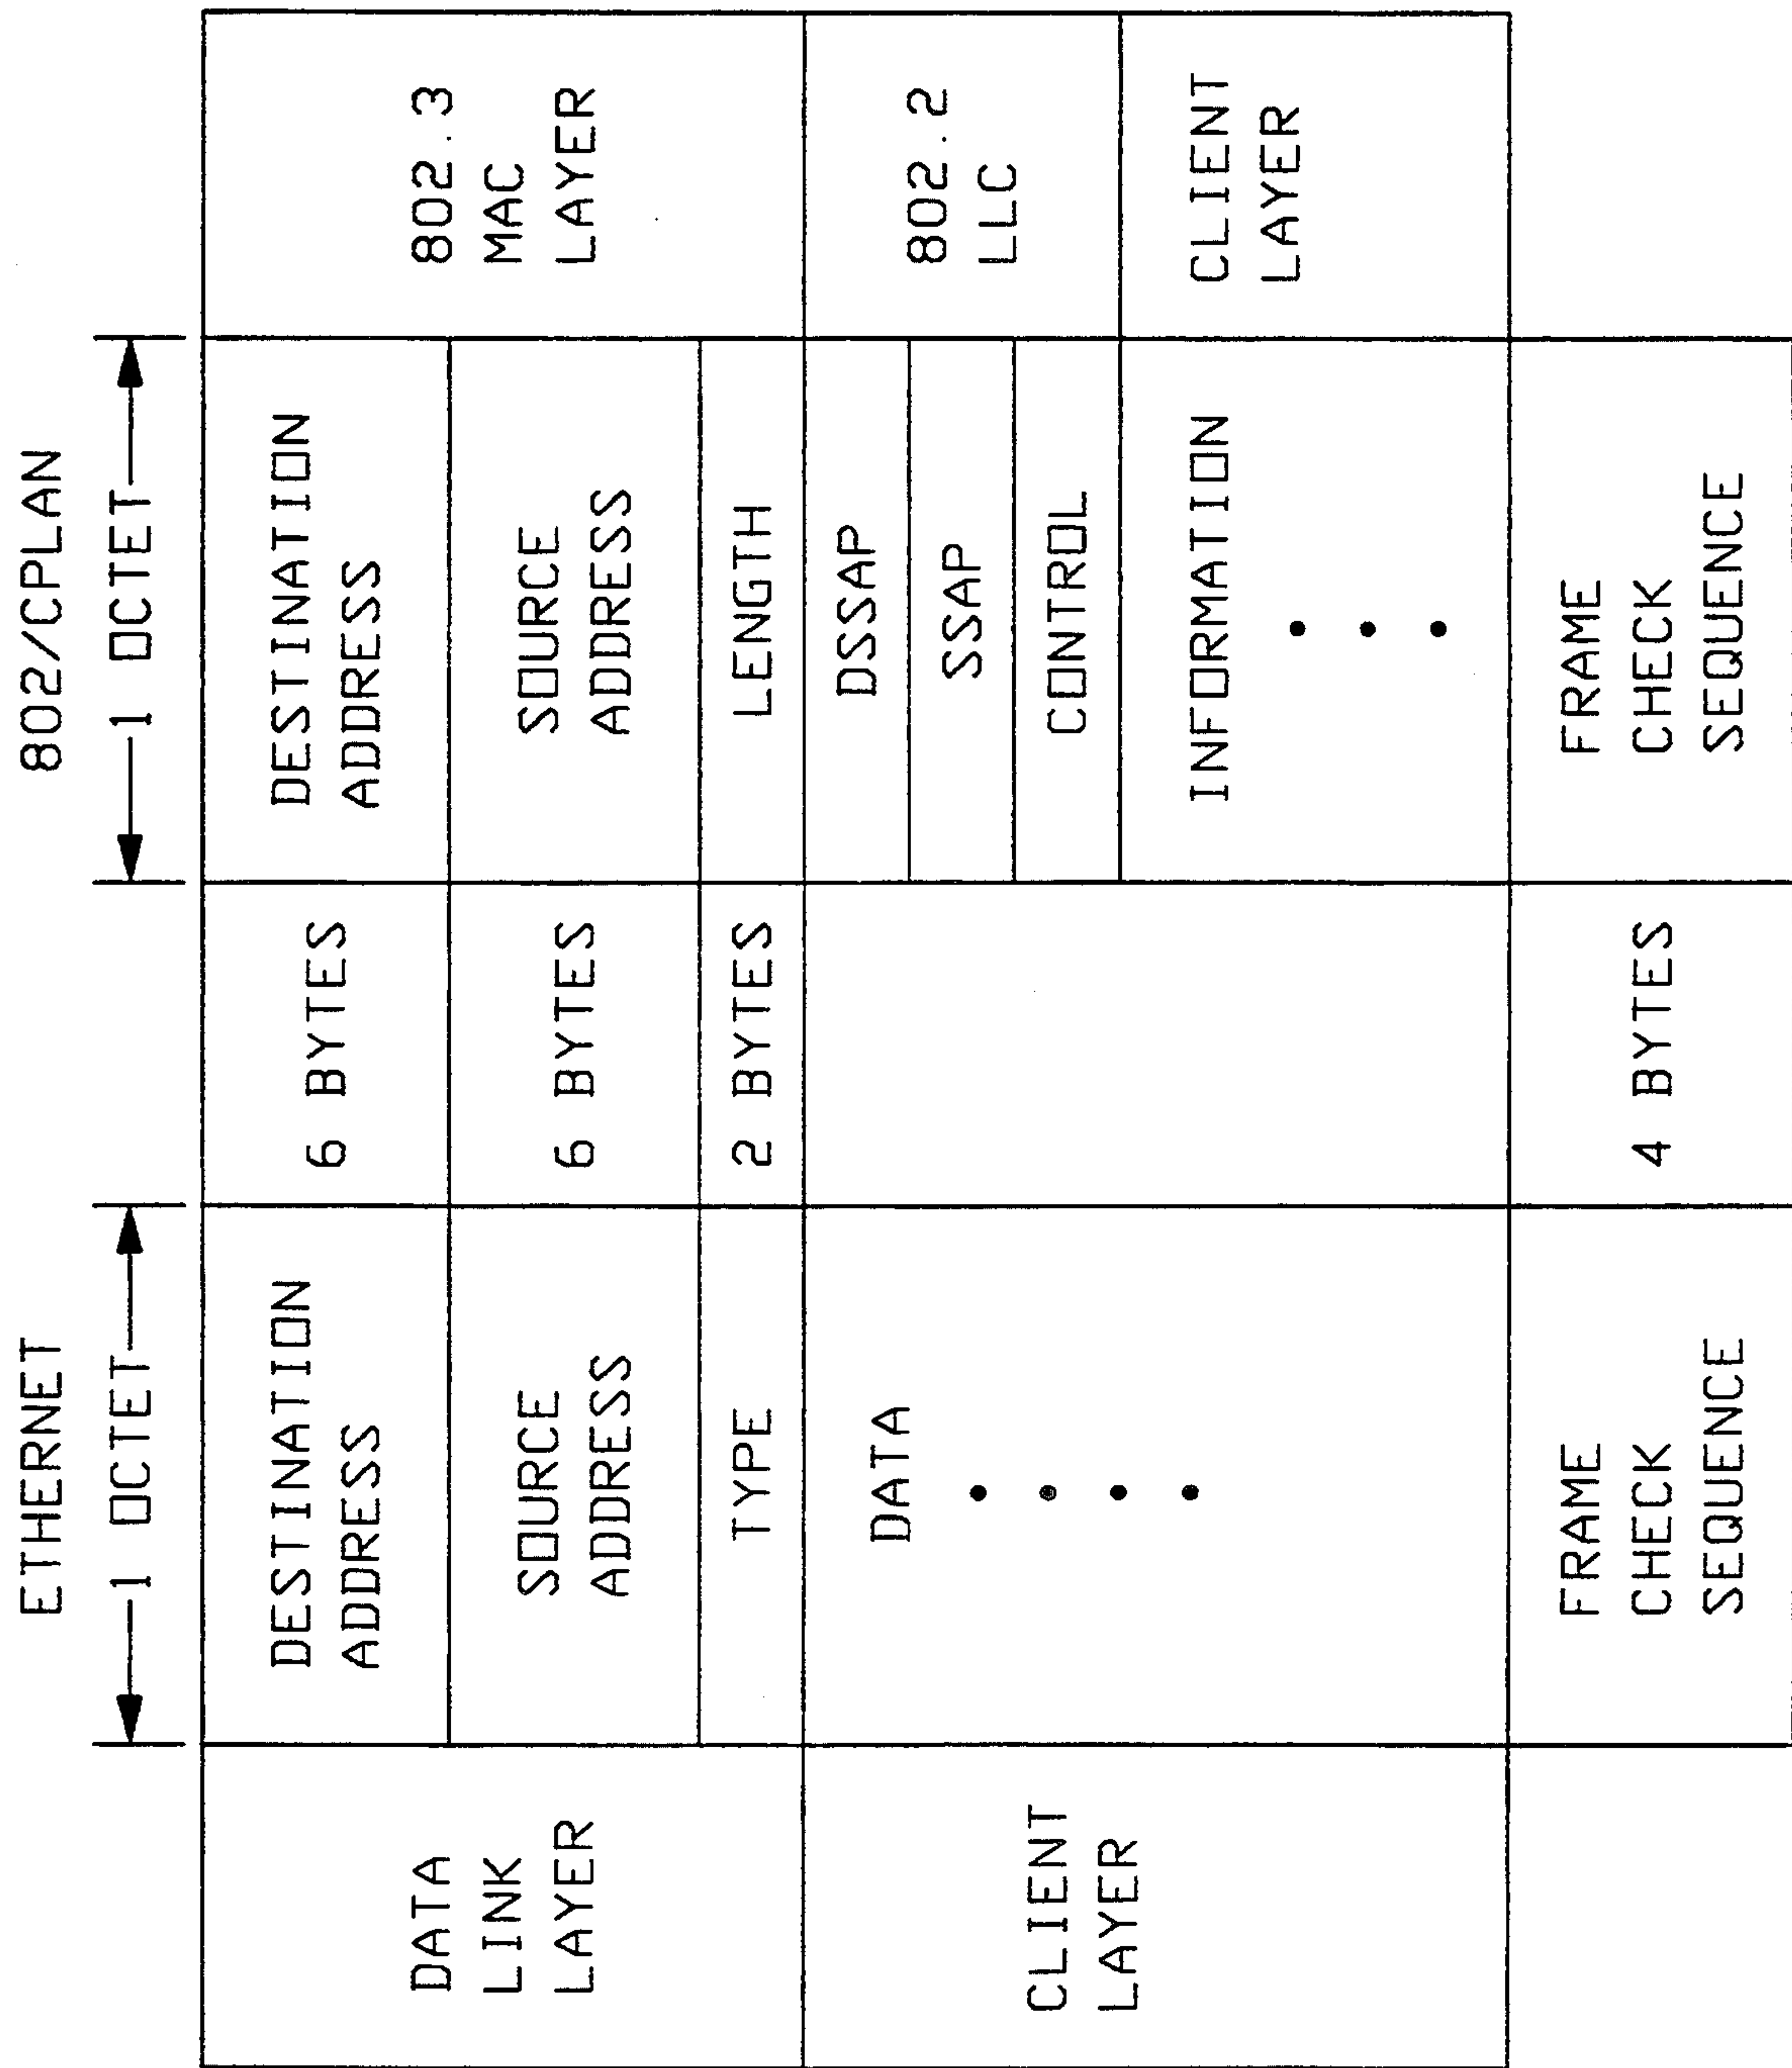 ETHERNET
802/CPLAN
1 OCTET
1 OCTET
DATA
LINK
LAYER
DESTINATION
ADDRESS
6 BYTES
DESTINATION
ADDRESS
802.3
MAC
LAYER
SOURCE
ADDRESS
6 BYTES
SOURCE
ADDRESS
TYPE
2 BYTES
LENGTH
CLIENT
LAYER
DATA
DSSAP
802.2
LLC
SSAP
CONTROL
INFORMATION
CLIENT
LAYER
FRAME
CHECK
SEQUENCE
4 BYTES
FRAME
CHECK
SEQUENCE